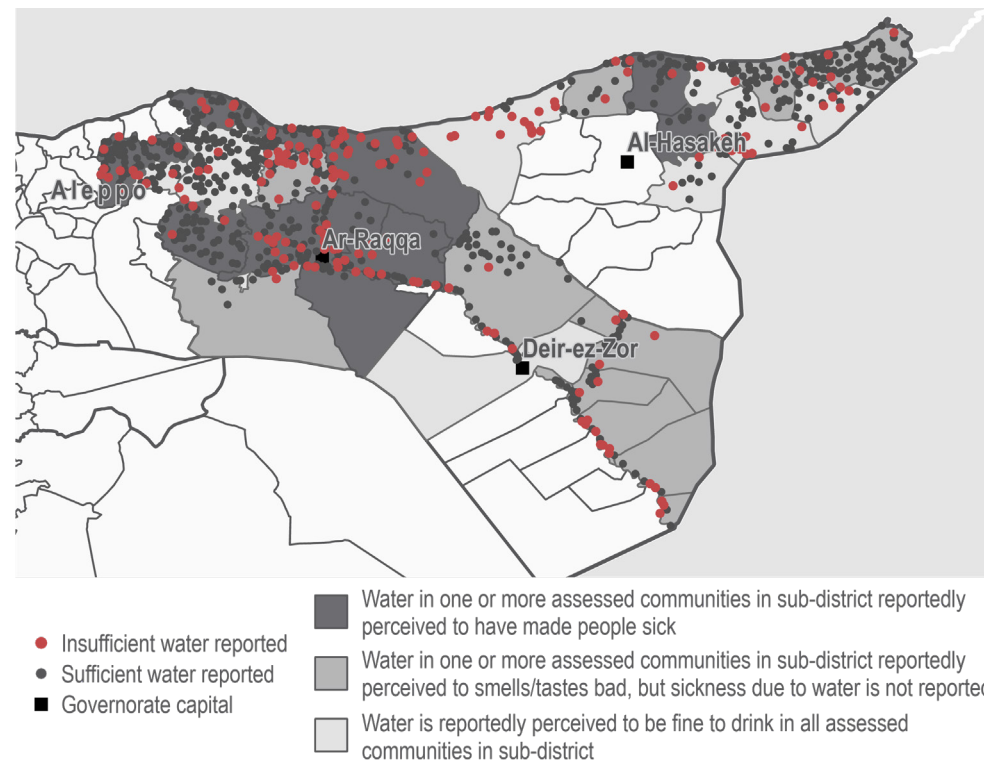 Al-Hasakeh
Aleppo
Ar-Raqqa
Deir-ez-Zor
Insufficient water reported
Sufficient water reported
Governorate capital
Water in one or more assessed communities in sub-district reportedly
perceived to have made people sick
Water in one or more assessed communities in sub-district reportedly
perceived to smells/tastes bad, but sickness due to water is not reported
Water is reportedly perceived to be fine to drink in all assessed
communities in sub-district